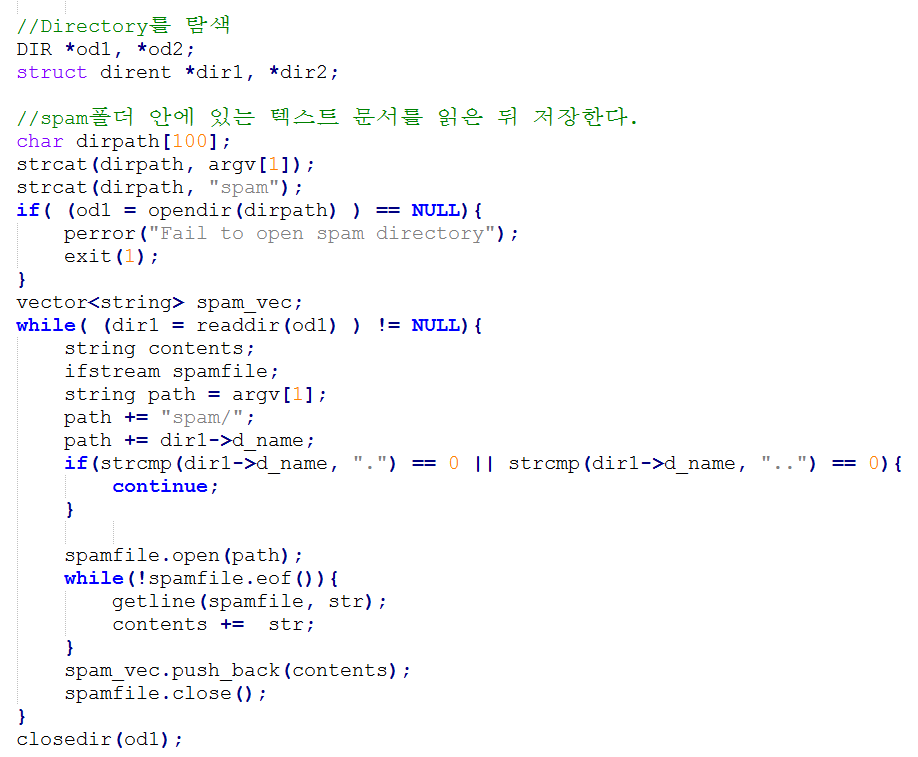 //Directory를 탐색
DIR *od1, *od2;
struct dirent *dir1, *dir2;

//spam폴더 안에 있는 텍스트 문서를 읽은 뒤 저장한다.
char dirpath[100];
strcat(dirpath, argv[1]);
strcat(dirpath, "spam");
if( (od1 = opendir(dirpath) ) == NULL){
    perror("Fail to open spam directory");
    exit(1);
}
vector<string> spam_vec;
while( (dir1 = readdir(od1) ) != NULL){
    string contents;
    ifstream spamfile;
    string path = argv[1];
    path += "spam/";
    path += dir1->d_name;
    if(strcmp(dir1->d_name, ".") == 0 || strcmp(dir1->d_name, "..") == 0){
        continue;
    }

    spamfile.open(path);
    while(!spamfile.eof()){
        getline(spamfile, str);
        contents +=  str;
    }
    spam_vec.push_back(contents);
    spamfile.close();
}
closedir(od1);